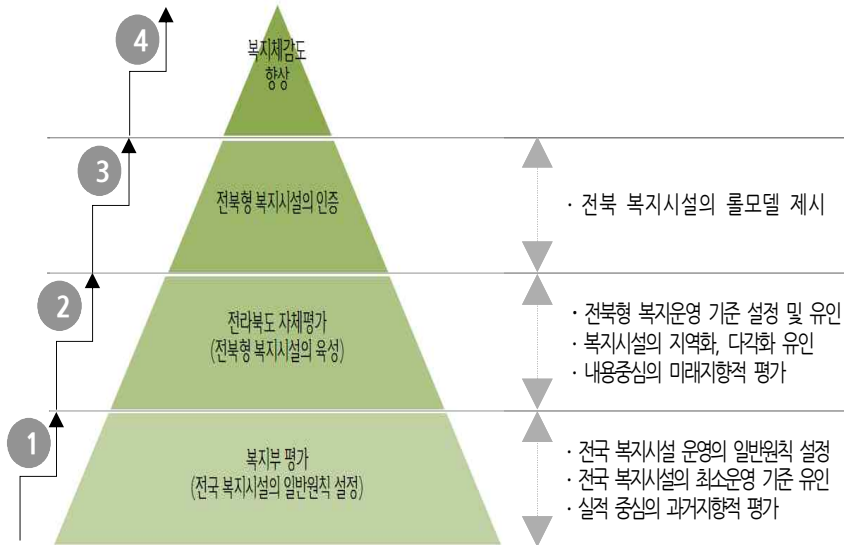 4
복지체감도
향상
3
전북형 복지시설의 인증
· 전북 복지시설의 롤모델 제시
2
전라북도 자체평가
(전북형 복지시설의 육성)
· 전북형 복지운영 기준 설정 및 유인
· 복지시설의 지역화, 다각화 유인
· 내용중심의 미래지향적 평가
1
복지부 평가
(전국 복지시설의 일반원칙 설정)
· 전국 복지시설 운영의 일반원칙 설정
· 전국 복지시설의 최소운영 기준 유인
· 실적 중심의 과거지향적 평가